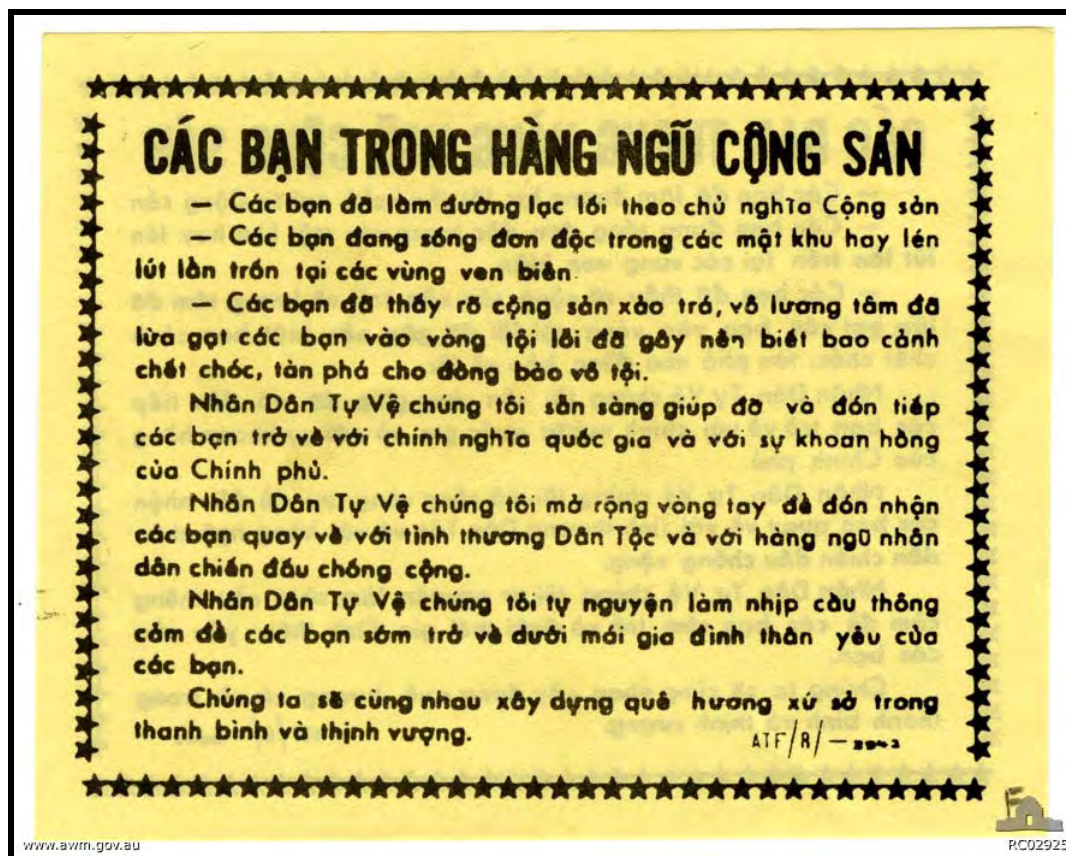 CÁC BẠN TRONG HÀNG NGŨ CỘNG SẢN
— Các bạn đã lầm đường lạc lối theo chủ nghĩa Cộng sản
— Các bạn đang sống đơn độc trong các mật khu hay lén
lút lẩn trốn tại các vùng ven biên
— Các bạn đã thấy rõ cộng sản xảo trá, vô lương tâm đã
lừa gạt các bạn vào vòng tội lỗi đã gây nên biết bao cảnh
chết chóc, tàn phá cho đồng bào vô tội.
Nhân Dân Tự Vệ chúng tôi sẵn sàng giúp đỡ và đón tiếp
các bạn trở về với chính nghĩa quốc gia và với sự khoan hồng
của Chính phủ.
Nhân Dân Tự Vệ chúng tôi mở rộng vòng tay để đón nhận
các bạn quay về với tình thương Dân Tộc và với hàng ngũ nhân
dân chiến đấu chống cộng.
Nhân Dân Tự Vệ chúng tôi tự nguyện làm nhịp cầu thông
cảm để các bạn sớm trở về dưới mái gia đình thân yêu của
các bạn.
Chúng ta sẽ cùng nhau xây dựng quê hương xứ sở trong
thanh bình và thịnh vượng.
ATF/R/—
www.awm.gov.au
RC02925